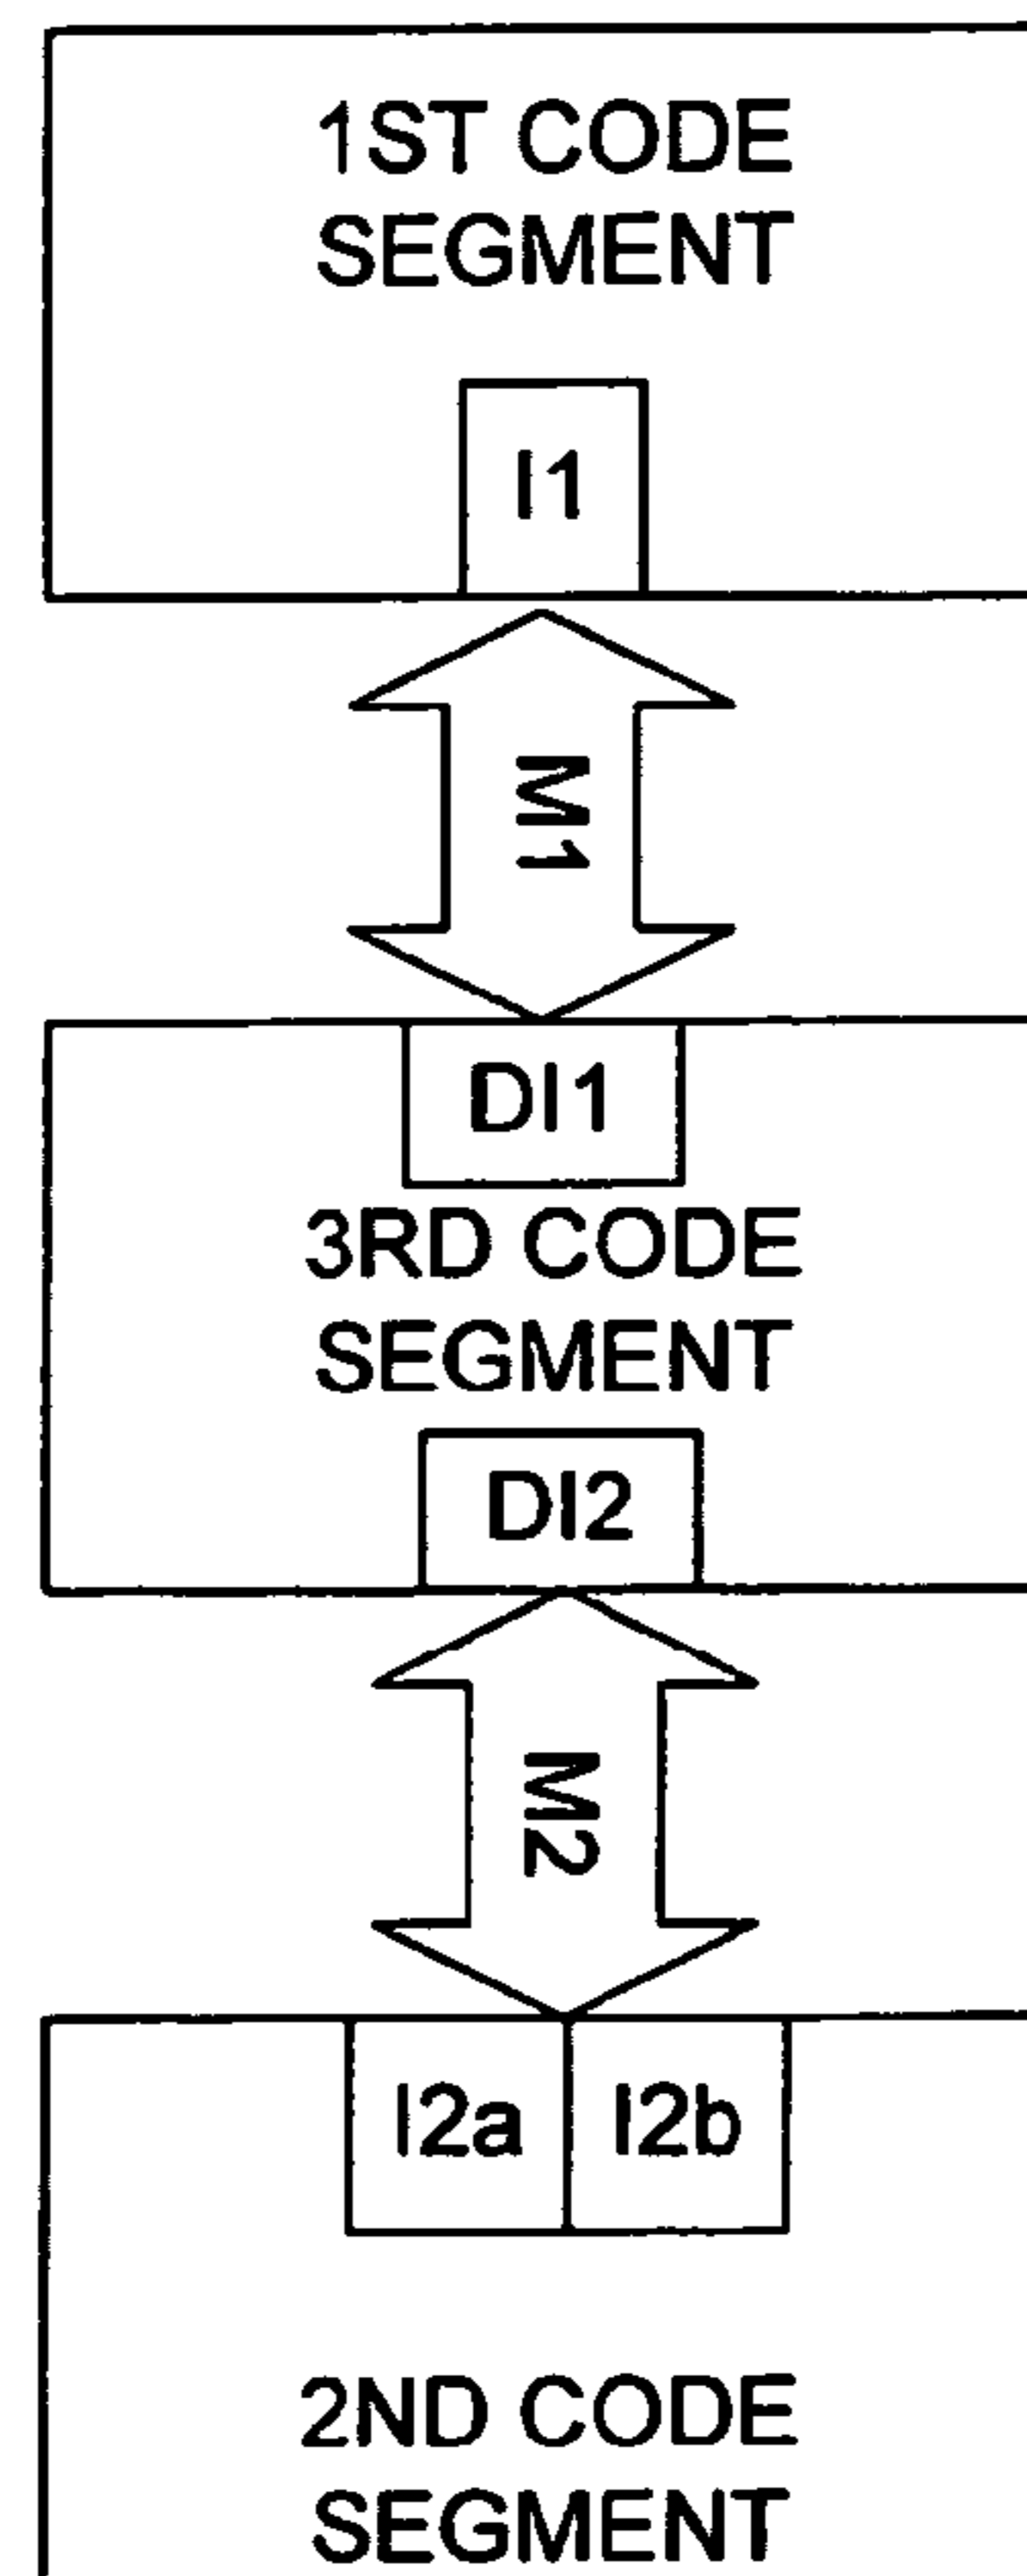 1ST CODE
SEGMENT
I1
M1
DI1
3RD CODE
SEGMENT
DI2
M2
I2a I2b
2ND CODE
SEGMENT